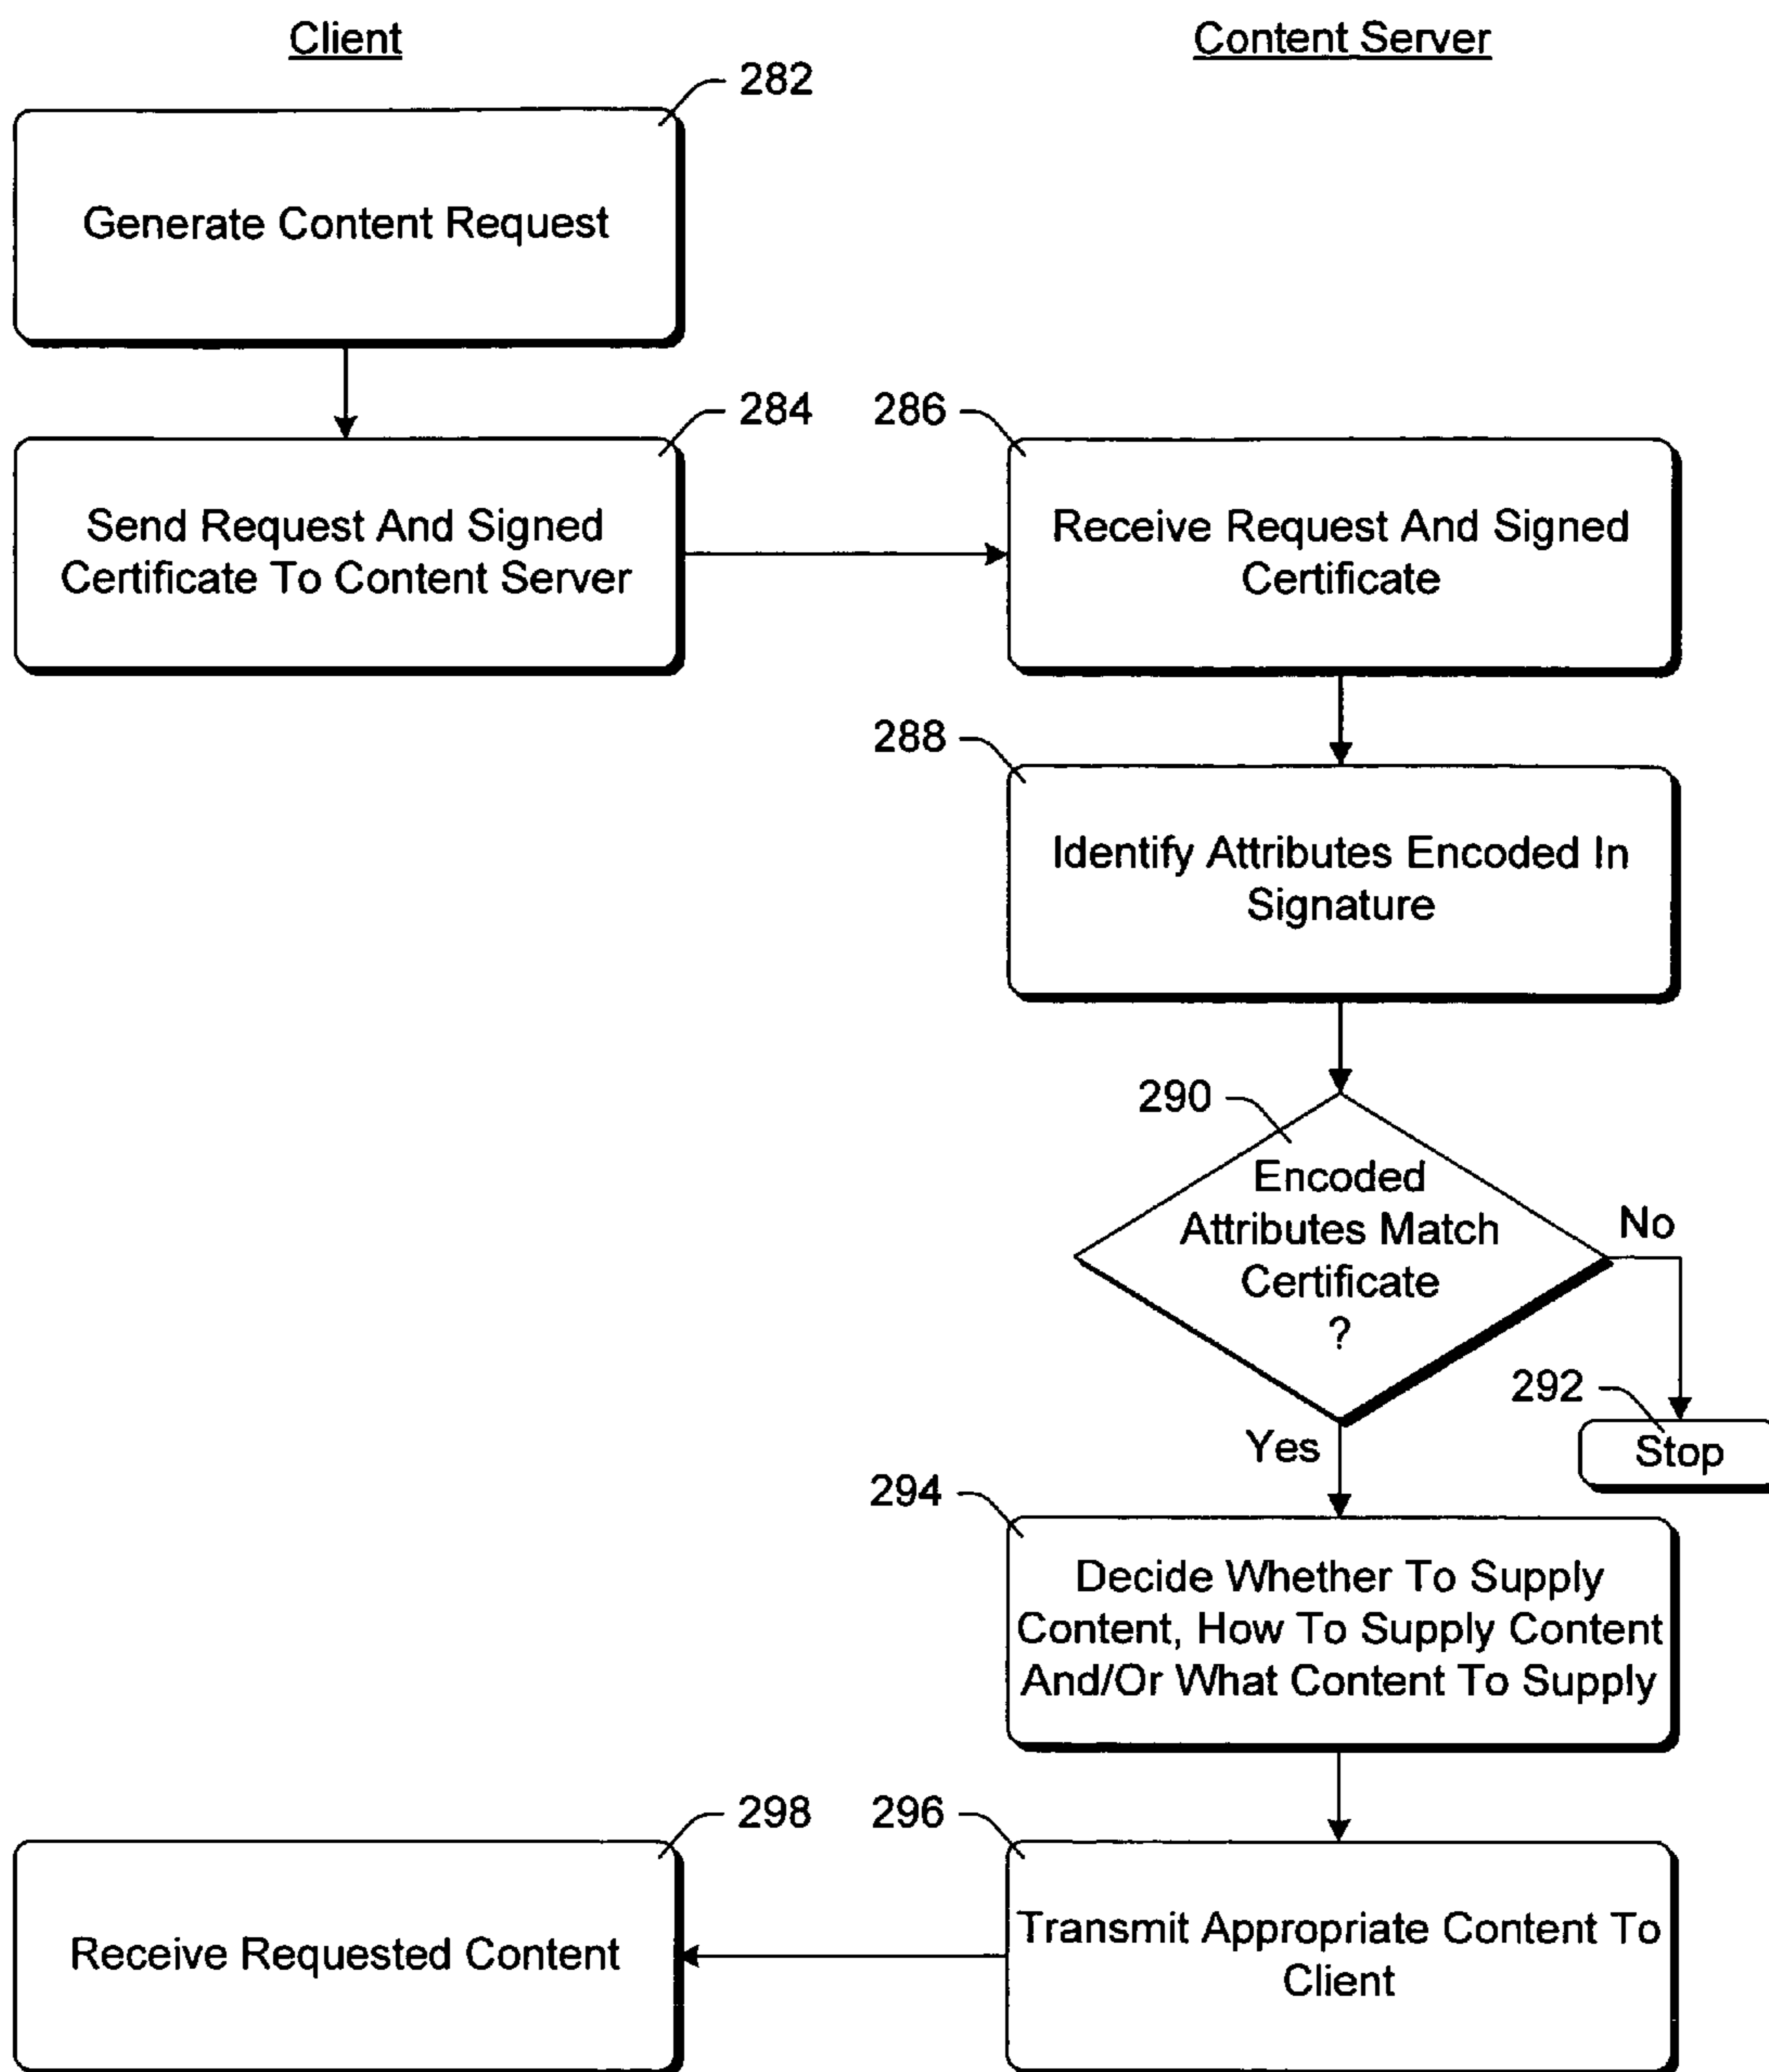 Client
Content Server
282
Generate Content Request
284
286
Send Request And Signed
Certificate To Content Server
Receive Request And Signed
Certificate
288
Identify Attributes Encoded In
Signature
290
Encoded
Attributes Match
Certificate
?
No
292
Stop
Yes
294
Decide Whether To Supply
Content, How To Supply Content
And/Or What Content To Supply
298
296
Receive Requested Content
Transmit Appropriate Content To
Client